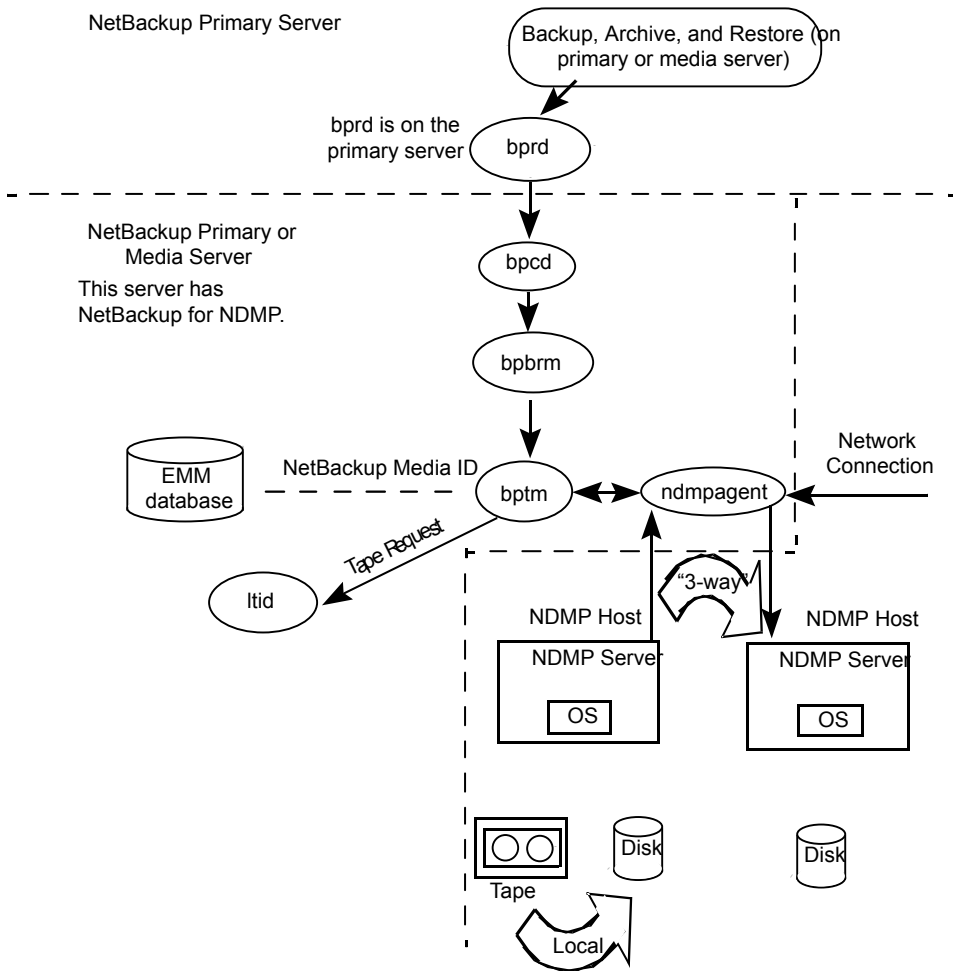 NetBackup Primary Server
Backup, Archive, and Restore (on
primary or media server)
bprd is on the
primary server
bprd
NetBackup Primary or
Media Server
This server has
NetBackup for NDMP.
bpcd
bpbrm
EMM
database
NetBackup Media ID
bptm
ndmpagent
Network
Connection
Tape Request
ltid
"3-way"
NDMP Host
NDMP Server
OS
NDMP Host
NDMP Server
OS
Tape
Disk
Disk
Local